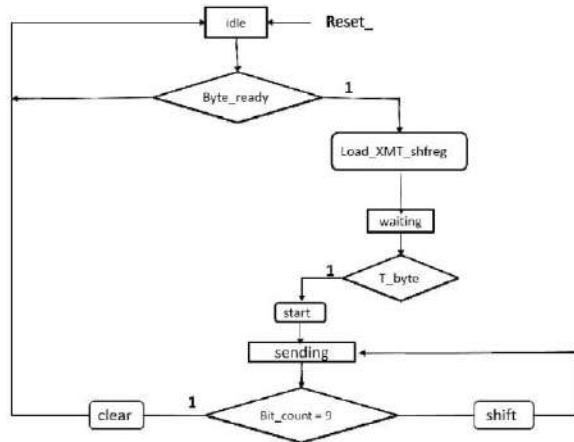 idle
Reset_
Byte_ready
1
Load_XMT_shfreg
waiting
1
T_byte
start
sending
clear
1
Bit_count = 9
shift